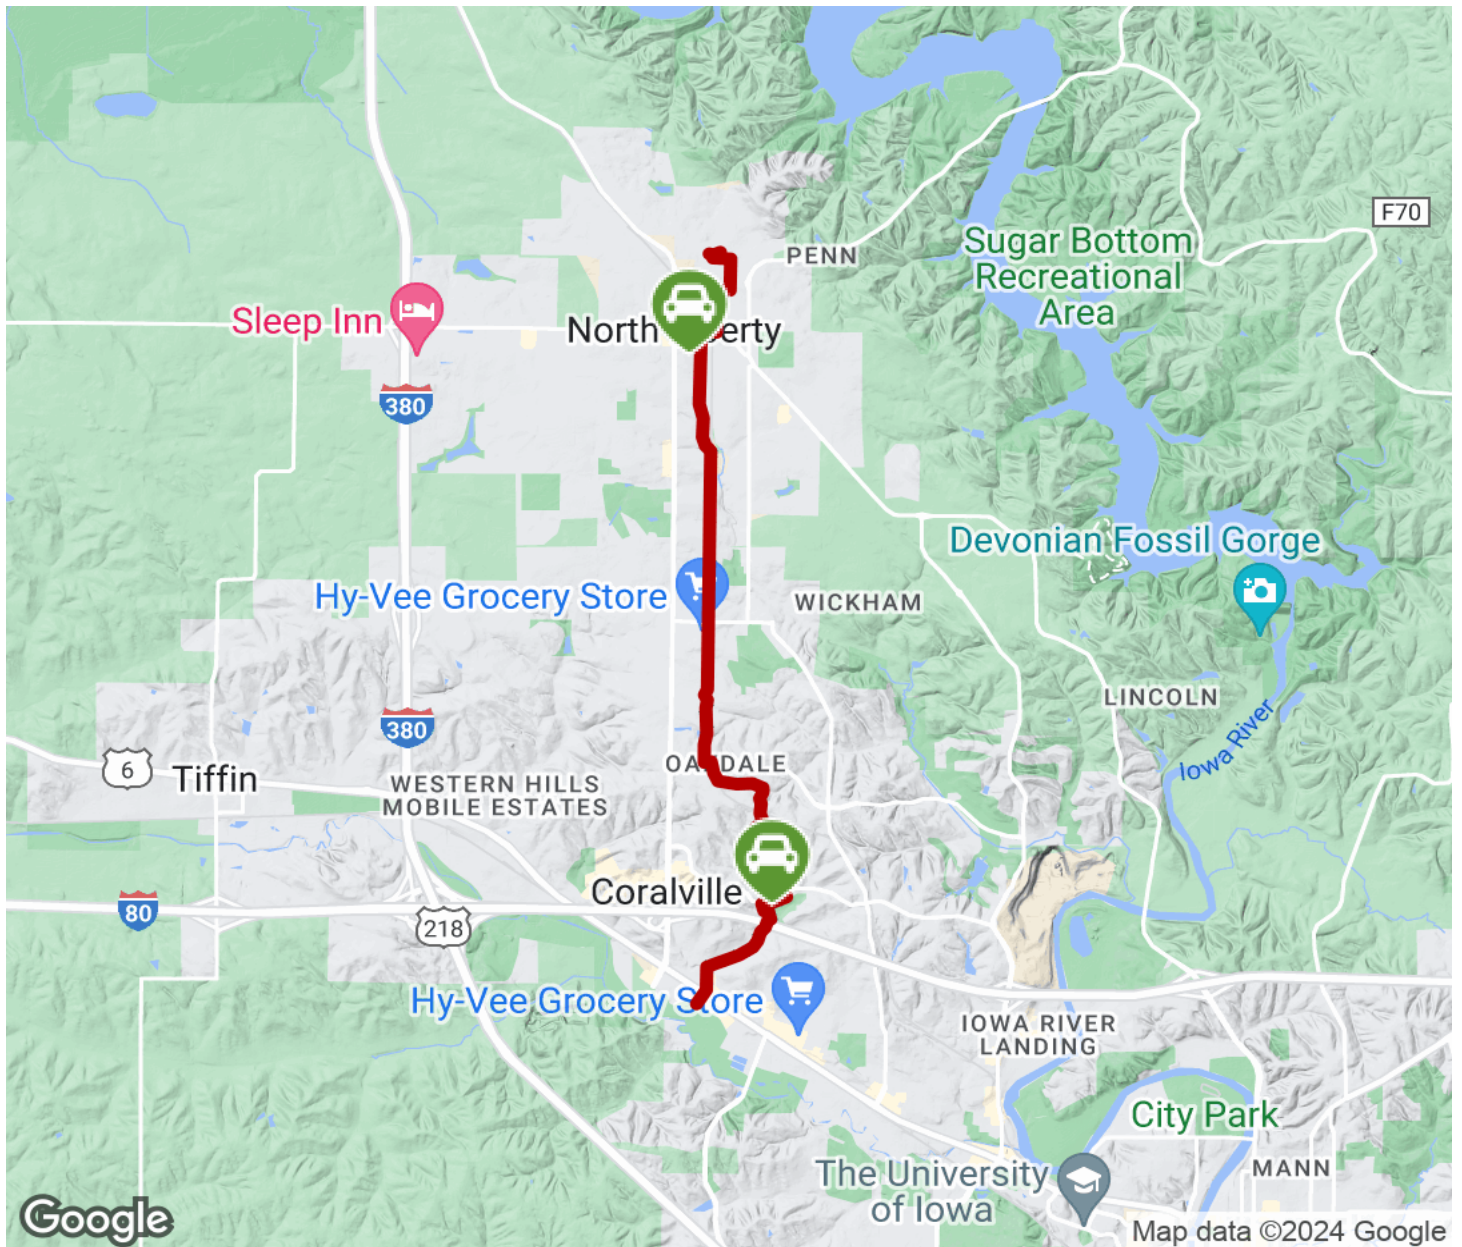 F70
PENN
Sugar Bottom
Recreational
Area
Sleep Inn
North erty
380
Devonian Fossil Gorge
Hy-Vee Grocery Store
WICKHAM
LINCOLN
Iowa River
380
6
Tiffin
OA DALE
WESTERN HILLS
MOBILE ESTATES
Coralville
80
218
Hy-Vee Grocery Store
IOWA RIVER
LANDING
City Park
MANN
The University
of Iowa
Google
Map data ©2024 Google